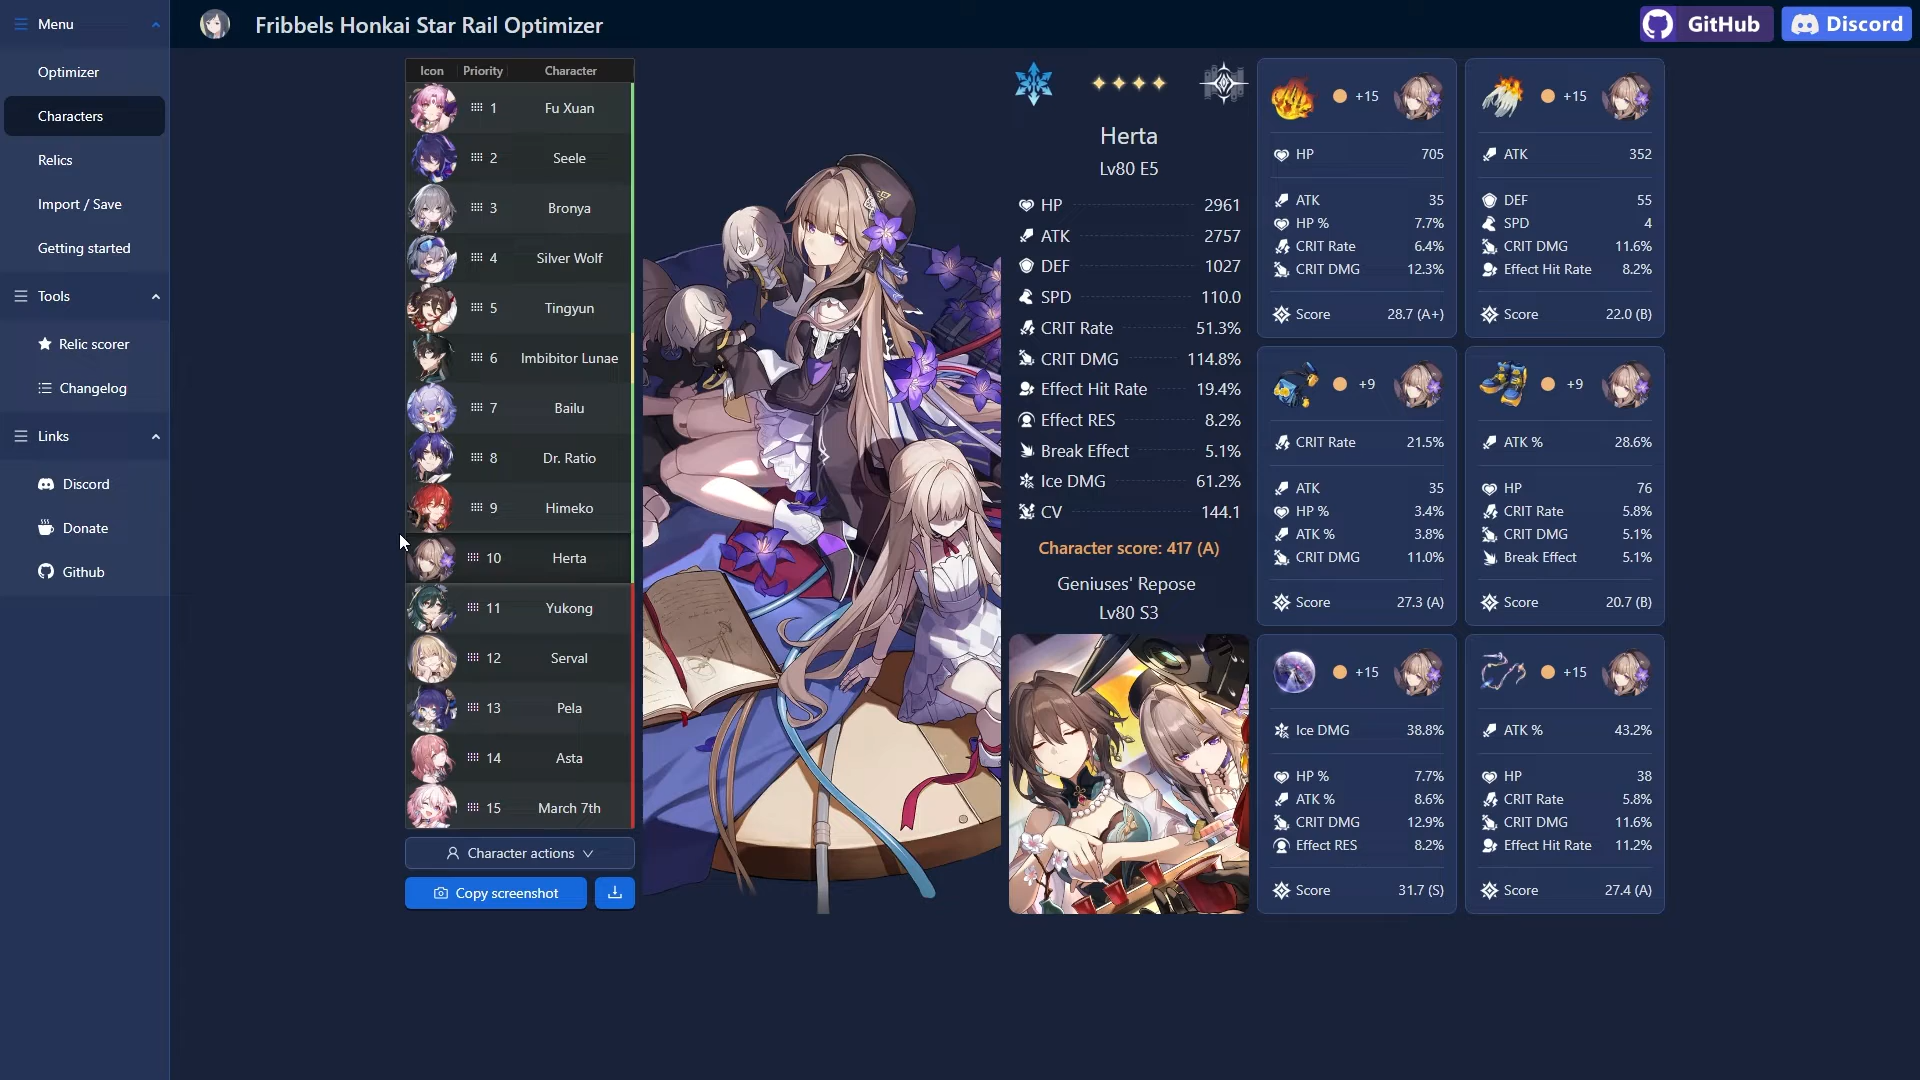 Menu
Optimizer
Characters
Relics
Import / Save
Getting started
Tools
Relic scorer
Changelog
Links
Discord
Donate
Github
Fribbels Honkai Star Rail Optimizer
GitHub
Discord
Icon Priority Character
1 Fu Xuan
2 Seele
3 Bronya
4 Silver Wolf
5 Tingyun
6 Imbibitor Lunae
7 Bailu
8 Dr. Ratio
9 Himeko
10 Herta
11 Yukong
12 Serval
13 Pela
14 Asta
15 March 7th
Character actions
Copy screenshot
Herta
Lv80 E5
HP 2961
ATK 2757
DEF 1027
SPD 110.0
CRIT Rate 51.3%
CRIT DMG 114.8%
Effect Hit Rate 19.4%
Effect RES 8.2%
Break Effect 5.1%
Ice DMG 61.2%
CV 144.1
Character score: 417 (A)
Geniuses' Repose
Lv80 S3
+15
HP 705
ATK 35
HP % 7.7%
CRIT Rate 6.4%
CRIT DMG 12.3%
Score 28.7 (A+)
+15
ATK 352
DEF 55
SPD 4
CRIT DMG 11.6%
Effect Hit Rate 8.2%
Score 22.0 (B)
+9
CRIT Rate 21.5%
ATK 35
HP % 3.4%
ATK % 3.8%
CRIT DMG 11.0%
Score 27.3 (A)
+9
ATK % 28.6%
HP 76
CRIT Rate 5.8%
CRIT DMG 5.1%
Break Effect 5.1%
Score 20.7 (B)
+15
Ice DMG 38.8%
HP % 7.7%
ATK % 8.6%
CRIT DMG 12.9%
Effect RES 8.2%
Score 31.7 (S)
+15
ATK % 43.2%
HP 38
CRIT Rate 5.8%
CRIT DMG 11.6%
Effect Hit Rate 11.2%
Score 27.4 (A)